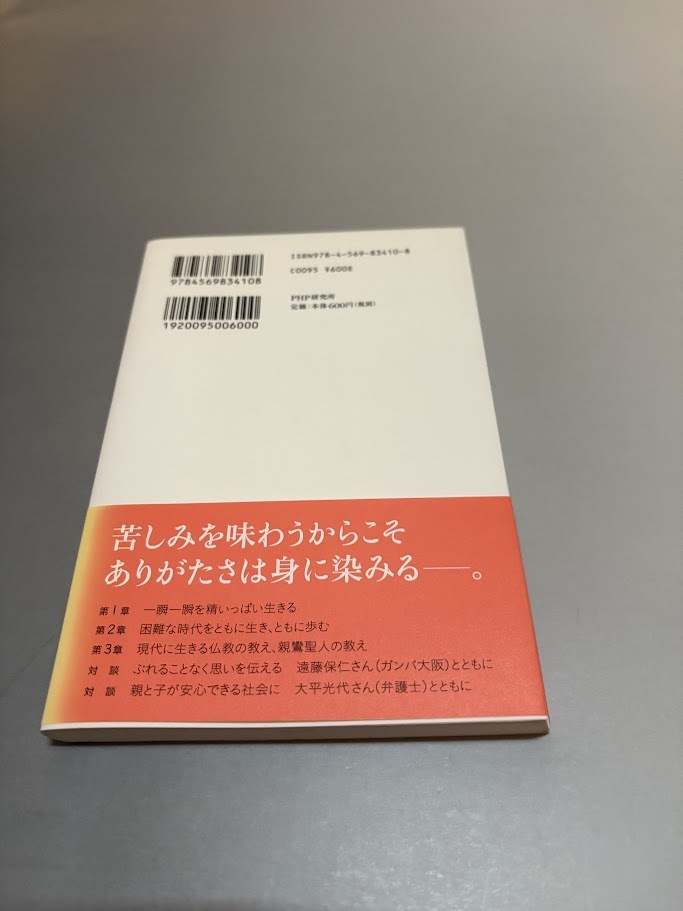 9784569834108
1920095006000
ISBN978-4-569-83410-8
C0095 ¥600E
PHP研究所
定価:本体600円(税別)
苦しみを味わうからこそ
ありがたさは身に染みる──。
第1章 一瞬一瞬を精いっぱい生きる
第2章 困難な時代をともに生き、ともに歩む
第3章 現代に生きる仏教の教え、親鸞聖人の教え
対談 ぶれることなく思いを伝える 遠藤保仁さん(ガンバ大阪)とともに
対談 親と子が安心できる社会に 大平光代さん(弁護士)とともに